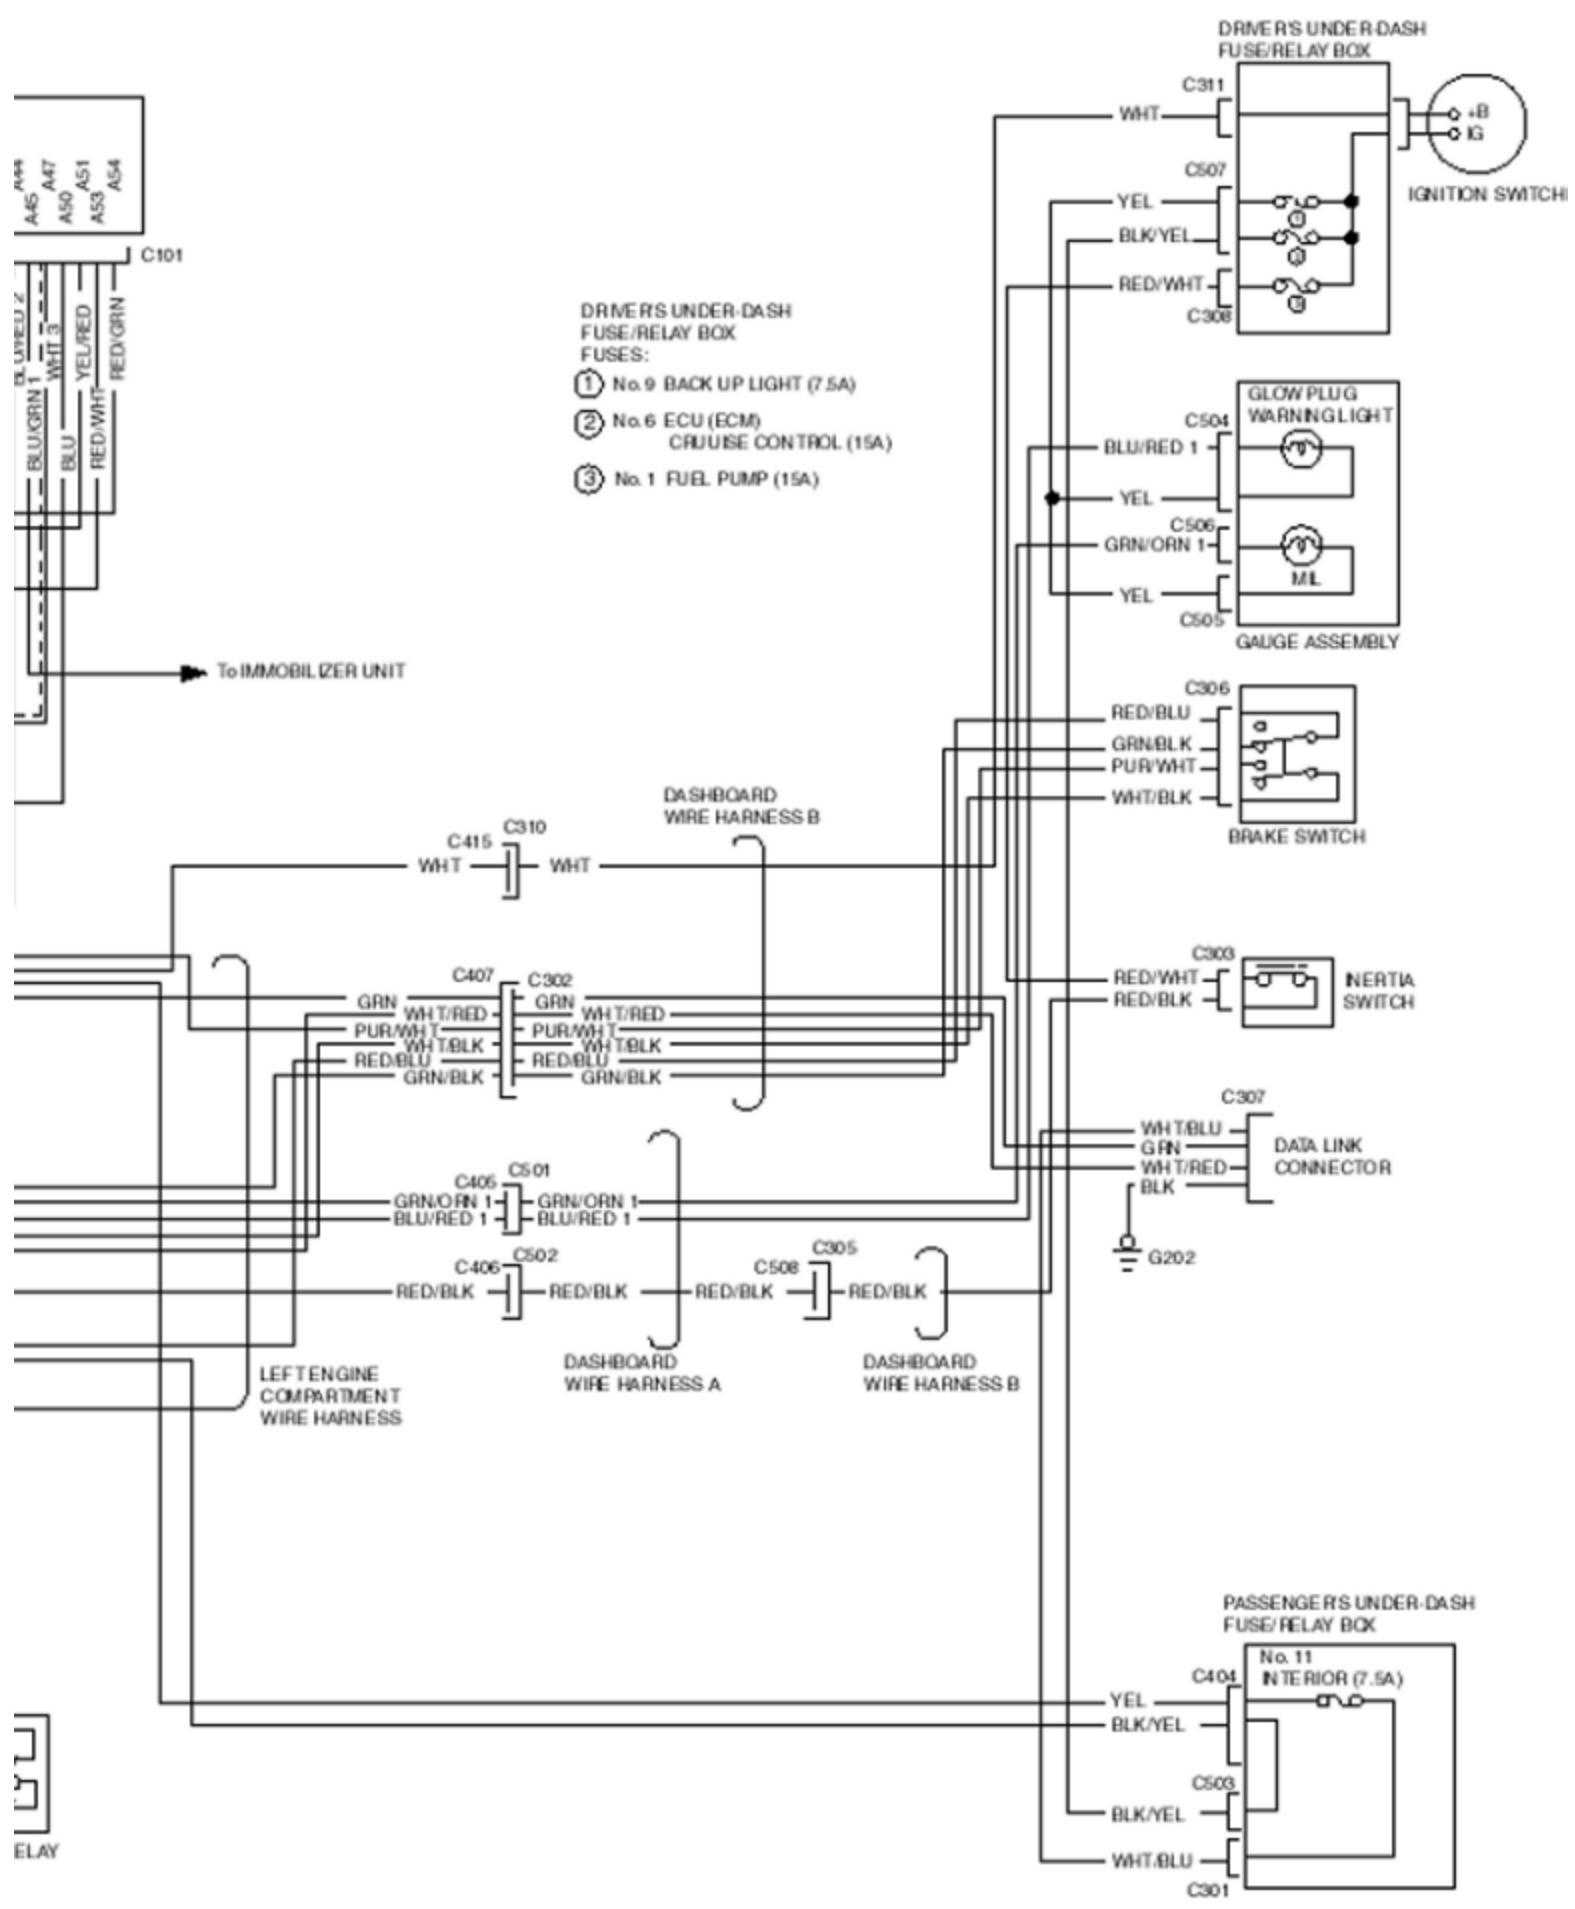 DRIVER'S UNDER-DASH
FUSE/RELAY BOX
C311
WHT
+B
IG
IGNITION SWITCH
C507
YEL
1
BLK/YEL
2
RED/WHT
3
C308
A44
A45
A47
A50
A51
A53
A54
C101
BLU/RED 2
BLU/GRN 1
WHT 3
BLU
YEL/RED
RED/WHT
RED/GRN
DRIVER'S UNDER-DASH
FUSE/RELAY BOX
FUSES:
1 No.9 BACK UP LIGHT (7.5A)
2 No.6 ECU (ECM)
CRUUISE CONTROL (15A)
3 No.1 FUEL PUMP (15A)
GLOW PLUG
WARNING LIGHT
C504
BLU/RED 1
YEL
C506
GRN/ORN 1
MIL
YEL
C505
GAUGE ASSEMBLY
To IMMOBILIZER UNIT
C306
RED/BLU
GRN/BLK
PUR/WHT
WHT/BLK
BRAKE SWITCH
DASHBOARD
WIRE HARNESS B
C415
C310
WHT
WHT
C303
RED/WHT
RED/BLK
INERTIA
SWITCH
C407
C302
GRN
GRN
WHT/RED
WHT/RED
PUR/WHT
PUR/WHT
WHT/BLK
WHT/BLK
RED/BLU
RED/BLU
GRN/BLK
GRN/BLK
C307
WHT/BLU
GRN
WHT/RED
BLK
DATA LINK
CONNECTOR
G202
C405
C501
GRN/ORN 1
GRN/ORN 1
BLU/RED 1
BLU/RED 1
C406
C502
RED/BLK
RED/BLK
RED/BLK
C508
C305
RED/BLK
LEFT ENGINE
COMPARTMENT
WIRE HARNESS
DASHBOARD
WIRE HARNESS A
DASHBOARD
WIRE HARNESS B
PASSENGER'S UNDER-DASH
FUSE/RELAY BOX
No. 11
INTERIOR (7.5A)
C404
YEL
BLK/YEL
C503
BLK/YEL
WHT/BLU
C301
ELAY